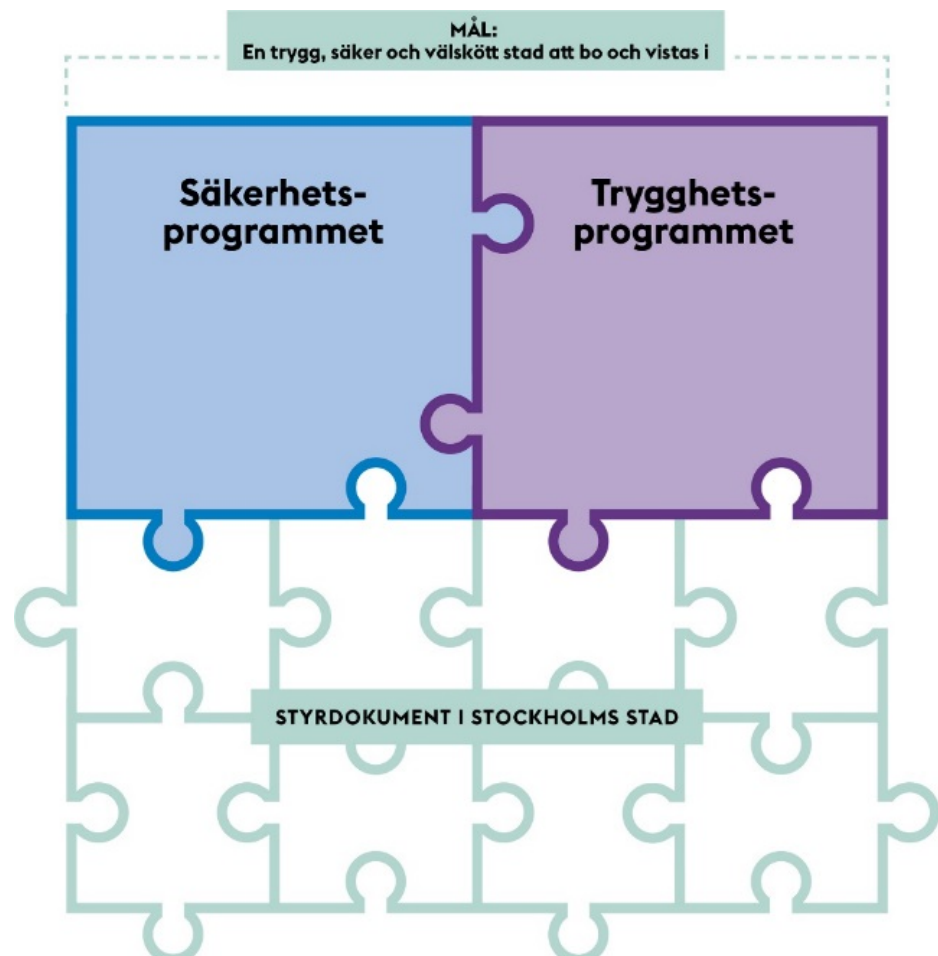 MÅL:
En trygg, säker och välskött stad att bo och vistas i
Säkerhets-
programmet
Trygghets-
programmet
STYRDOKUMENT I STOCKHOLMS STAD